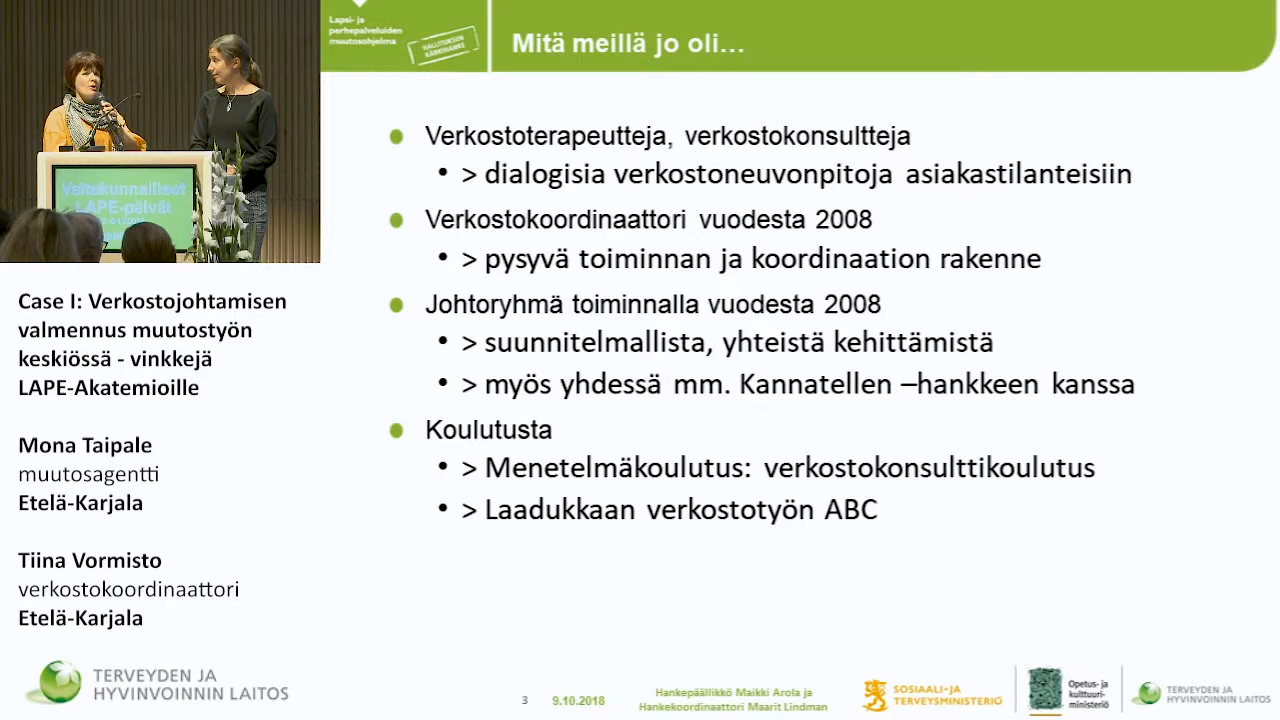 Lapsi- ja
perhepalveluiden
muutosohjelma
HALLITUKSEN
KÄRKIHANKE
Mitä meillä jo oli...
Verkostoterapeutteja, verkostokonsultteja
> dialogisia verkostoneuvonpitoja asiakastilanteisiin
Verkostokoordinaattori vuodesta 2008
> pysyvä toiminnan ja koordinaation rakenne
Johtoryhmä toiminnalla vuodesta 2008
> suunnitelmallista, yhteistä kehittämistä
> myös yhdessä mm. Kannatellen –hankkeen kanssa
Koulutusta
> Menetelmäkoulutus: verkostokonsulttikoulutus
> Laadukkaan verkostotyön ABC
Valtakunnalliset
LAPE-päivät
Case I: Verkostojohtamisen
valmennus muutostyön
keskiössä - vinkkejä
LAPE-Akatemioille
Mona Taipale
muutosagentti
Etelä-Karjala
Tiina Vormisto
verkostokoordinaattori
Etelä-Karjala
TERVEYDEN JA
HYVINVOINNIN LAITOS
3
9.10.2018
Hankepäällikkö Maikki Arola ja
Hankekoordinaattori Maarit Lindman
SOSIAALI- JA
TERVEYSMINISTERIÖ
Opetus- ja
kulttuuri-
ministeriö
TERVEYDEN JA
HYVINVOINNIN LAITOS